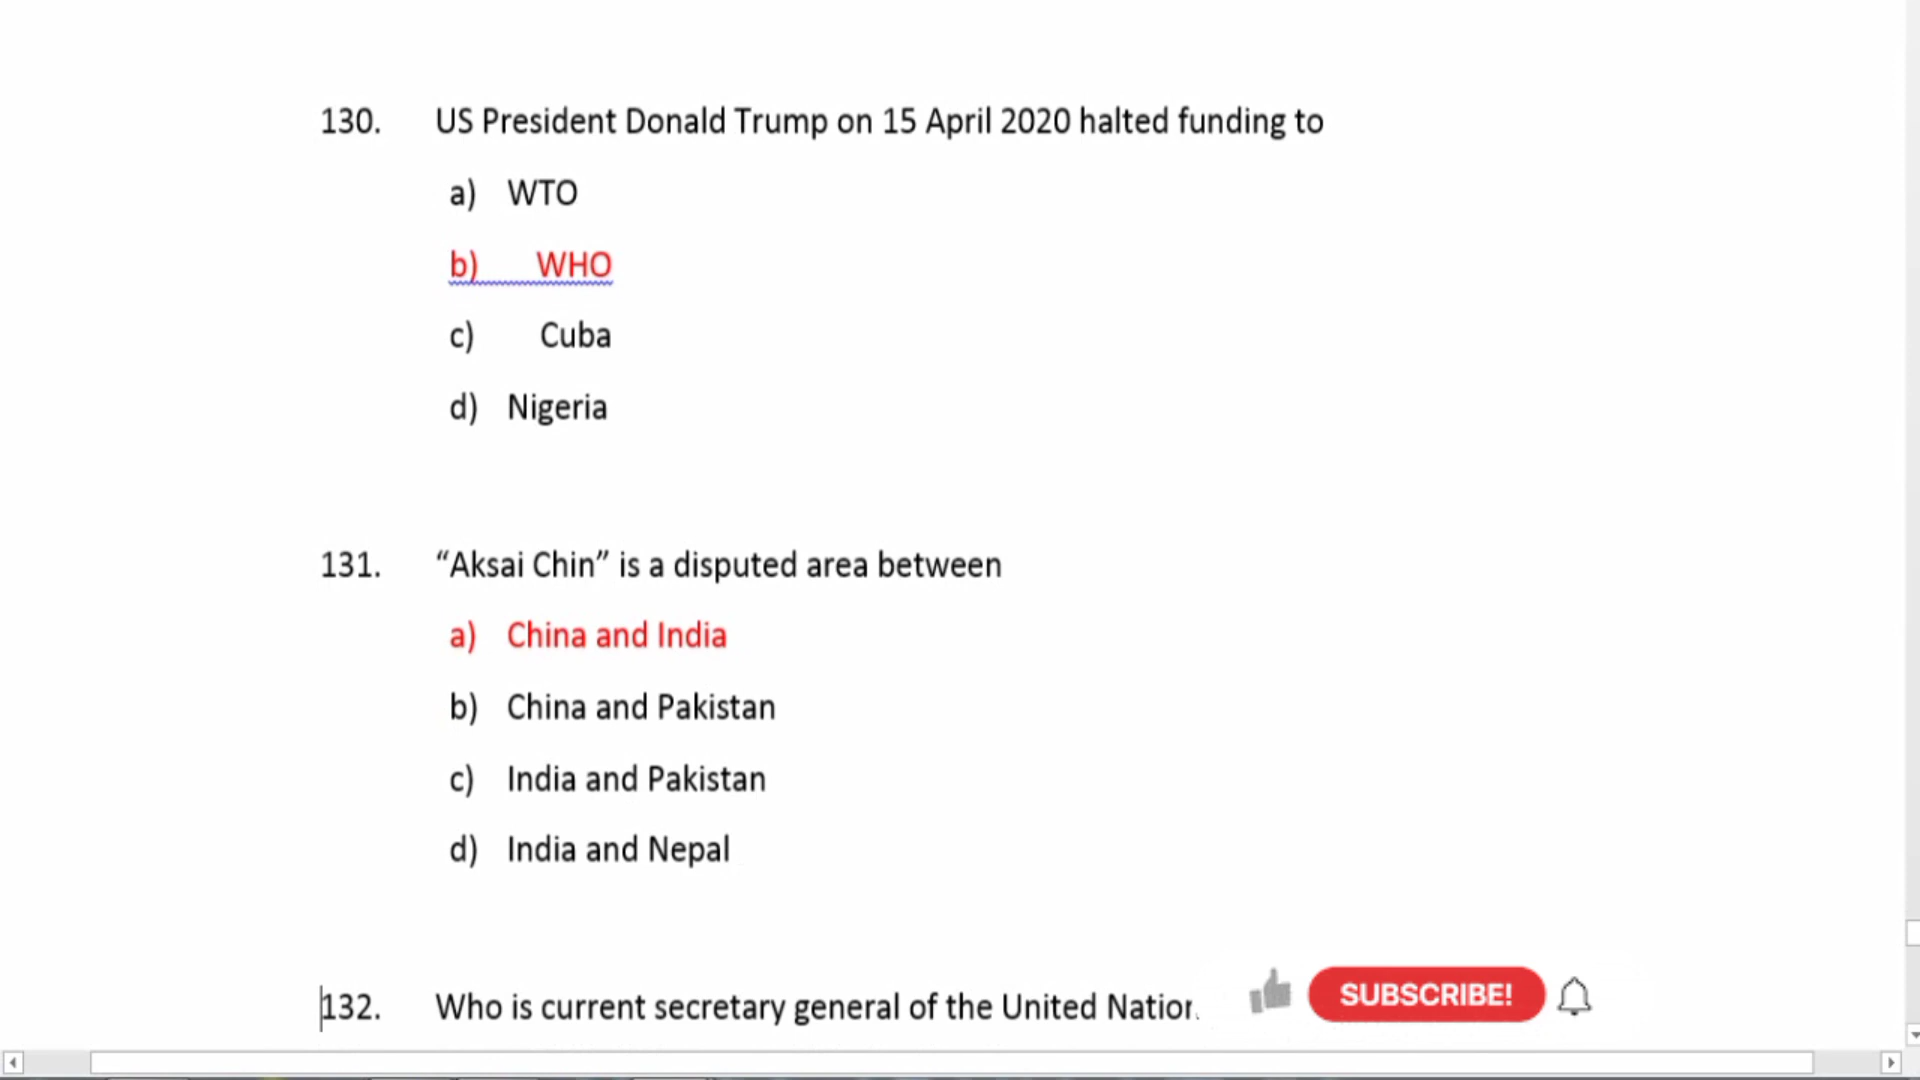 130. US President Donald Trump on 15 April 2020 halted funding to
a) WTO
b) WHO
c) Cuba
d) Nigeria
131. “Aksai Chin” is a disputed area between
a) China and India
b) China and Pakistan
c) India and Pakistan
d) India and Nepal
132. Who is current secretary general of the United
SUBSCRIBE!